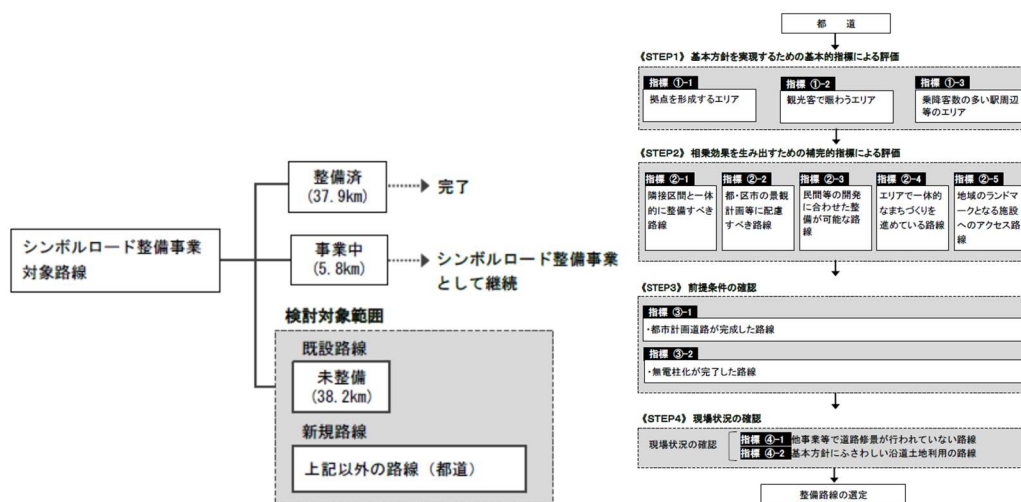 シンボルロード整備事業
対象路線
整備済
(37.9km)
完了
事業中
(5.8km)
シンボルロード整備事業
として継続
検討対象範囲
既設路線
未整備
(38.2km)
新規路線
上記以外の路線（都道）
都　道
《STEP1》 基本方針を実現するための基本的指標による評価
指標 ①-1
拠点を形成するエリア
指標 ①-2
観光客で賑わうエリア
指標 ①-3
乗降客数の多い駅周辺
等のエリア
《STEP2》 相乗効果を生み出すための補完的指標による評価
指標 ②-1
隣接区間と一体
的に整備すべき
路線
指標 ②-2
都・区市の景観
計画等に配慮
すべき路線
指標 ②-3
民間等の開発
に合わせた整
備が可能な路
線
指標 ②-4
エリアで一体的
なまちづくりを
進めている路線
指標 ②-5
地域のランドマ
ークとなる施設
へのアクセス路
線
《STEP3》 前提条件の確認
指標 ③-1
・都市計画道路が完成した路線
指標 ③-2
・無電柱化が完了した路線
《STEP4》 現場状況の確認
現場状況の確認
指標 ④-1 他事業等で道路修景が行われていない路線
指標 ④-2 基本方針にふさわしい沿道土地利用の路線
整備路線の選定